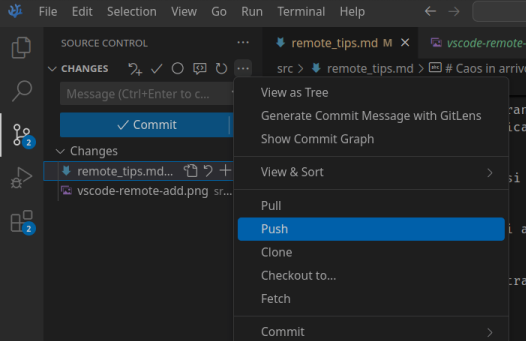 File Edit Selection View Go Run Terminal Help
SOURCE CONTROL
remote_tips.md M
vscode-remote-
CHANGES
src > remote_tips.md > abc # Caos in arriv
Message (Ctrl+Enter to c...
Commit
Changes
remote_tips.md...
vscode-remote-add.png sr...
2
2
View as Tree
Generate Commit Message with GitLens
Show Commit Graph
View & Sort
Pull
Push
Clone
Checkout to...
Fetch
Commit